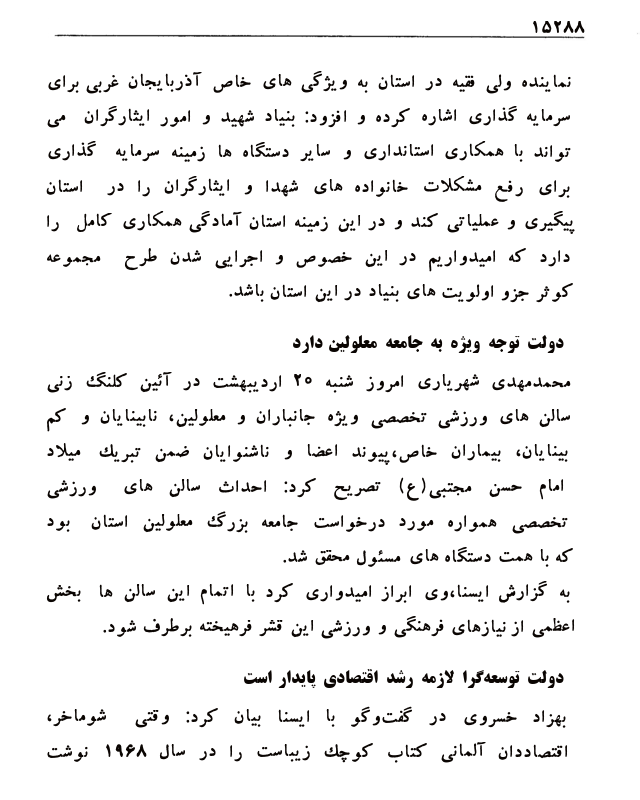 ۱۵۲۸۸
نماینده ولی فقیه در استان به ویژگی های خاص آذربایجان غربی برای
سرمایه گذاری اشاره کرده و افزود: بنیاد شهید و امور ایثارگران می
تواند با همکاری استانداری و سایر دستگاه ها زمینه سرمایه گذاری
برای رفع مشکلات خانواده های شهدا و ایثارگران را در استان
پیگیری و عملیاتی کند و در این زمینه استان آمادگی همکاری کامل را
دارد که امیدواریم در این خصوص و اجرایی شدن طرح مجموعه
کوثر جزو اولویت های بنیاد در این استان باشد.
دولت توجه ویژه به جامعه معلولین دارد
محمدمهدی شهریاری امروز شنبه ۲۰ اردیبهشت در آئین کلنگ زنی
سالن های ورزشی تخصصی ویژه جانبازان و معلولین، نابینایان و کم
بینایان، بیماران خاص،پیوند اعضا و ناشنوایان ضمن تبریك میلاد
امام حسن مجتبی(ع) تصریح کرد: احداث سالن های ورزشی
تخصصی همواره مورد درخواست جامعه بزرگ معلولین استان بود
که با همت دستگاه های مسئول محقق شد.
به گزارش ایسنا،وی ابراز امیدواری کرد با اتمام این سالن ها بخش
اعظمی از نیازهای فرهنگی و ورزشی این قشر فرهیخته برطرف شود.
دولت توسعه‌گرا لازمه رشد اقتصادی پایدار است
بهزاد خسروی در گفت‌وگو با ایسنا بیان کرد: وقتی شوماخر،
اقتصاددان آلمانی کتاب کوچك زیباست را در سال ۱۹۶۸ نوشت